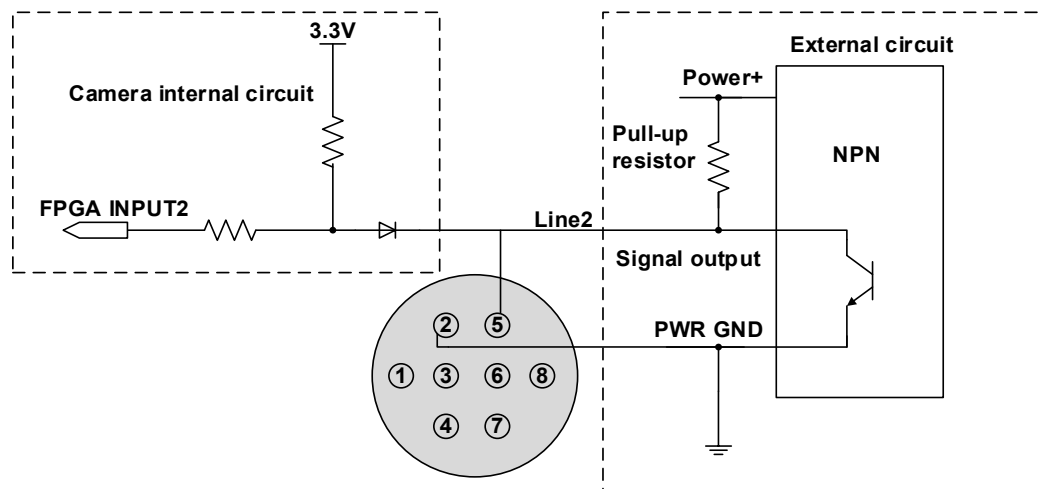 3.3V
External circuit
Camera internal circuit
Power+
Pull-up
resistor
NPN
FPGA INPUT2
Line2
Signal output
PWR GND
2 5
1 3 6 8
4 7